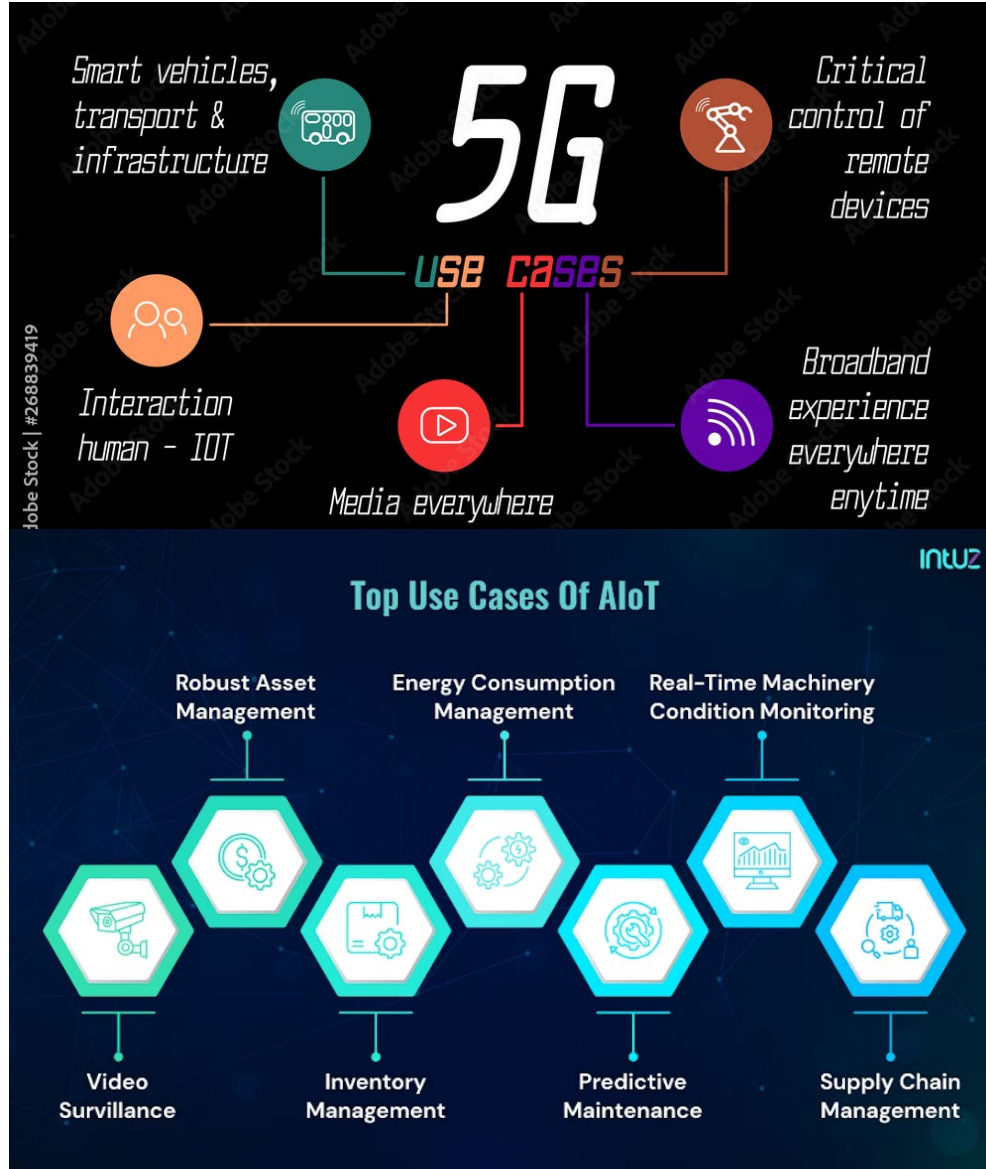 Smart vehicles,
transport &
infrastructure
5G
use cases
Critical
control of
remote
devices
Interaction
human - IOT
Media everywhere
Broadband
experience
everywhere
enytime
dobe Stock | #268839419
INtUZ
Top Use Cases Of AIoT
Robust Asset
Management
Energy Consumption
Management
Real-Time Machinery
Condition Monitoring
Video
Survillance
Inventory
Management
Predictive
Maintenance
Supply Chain
Management